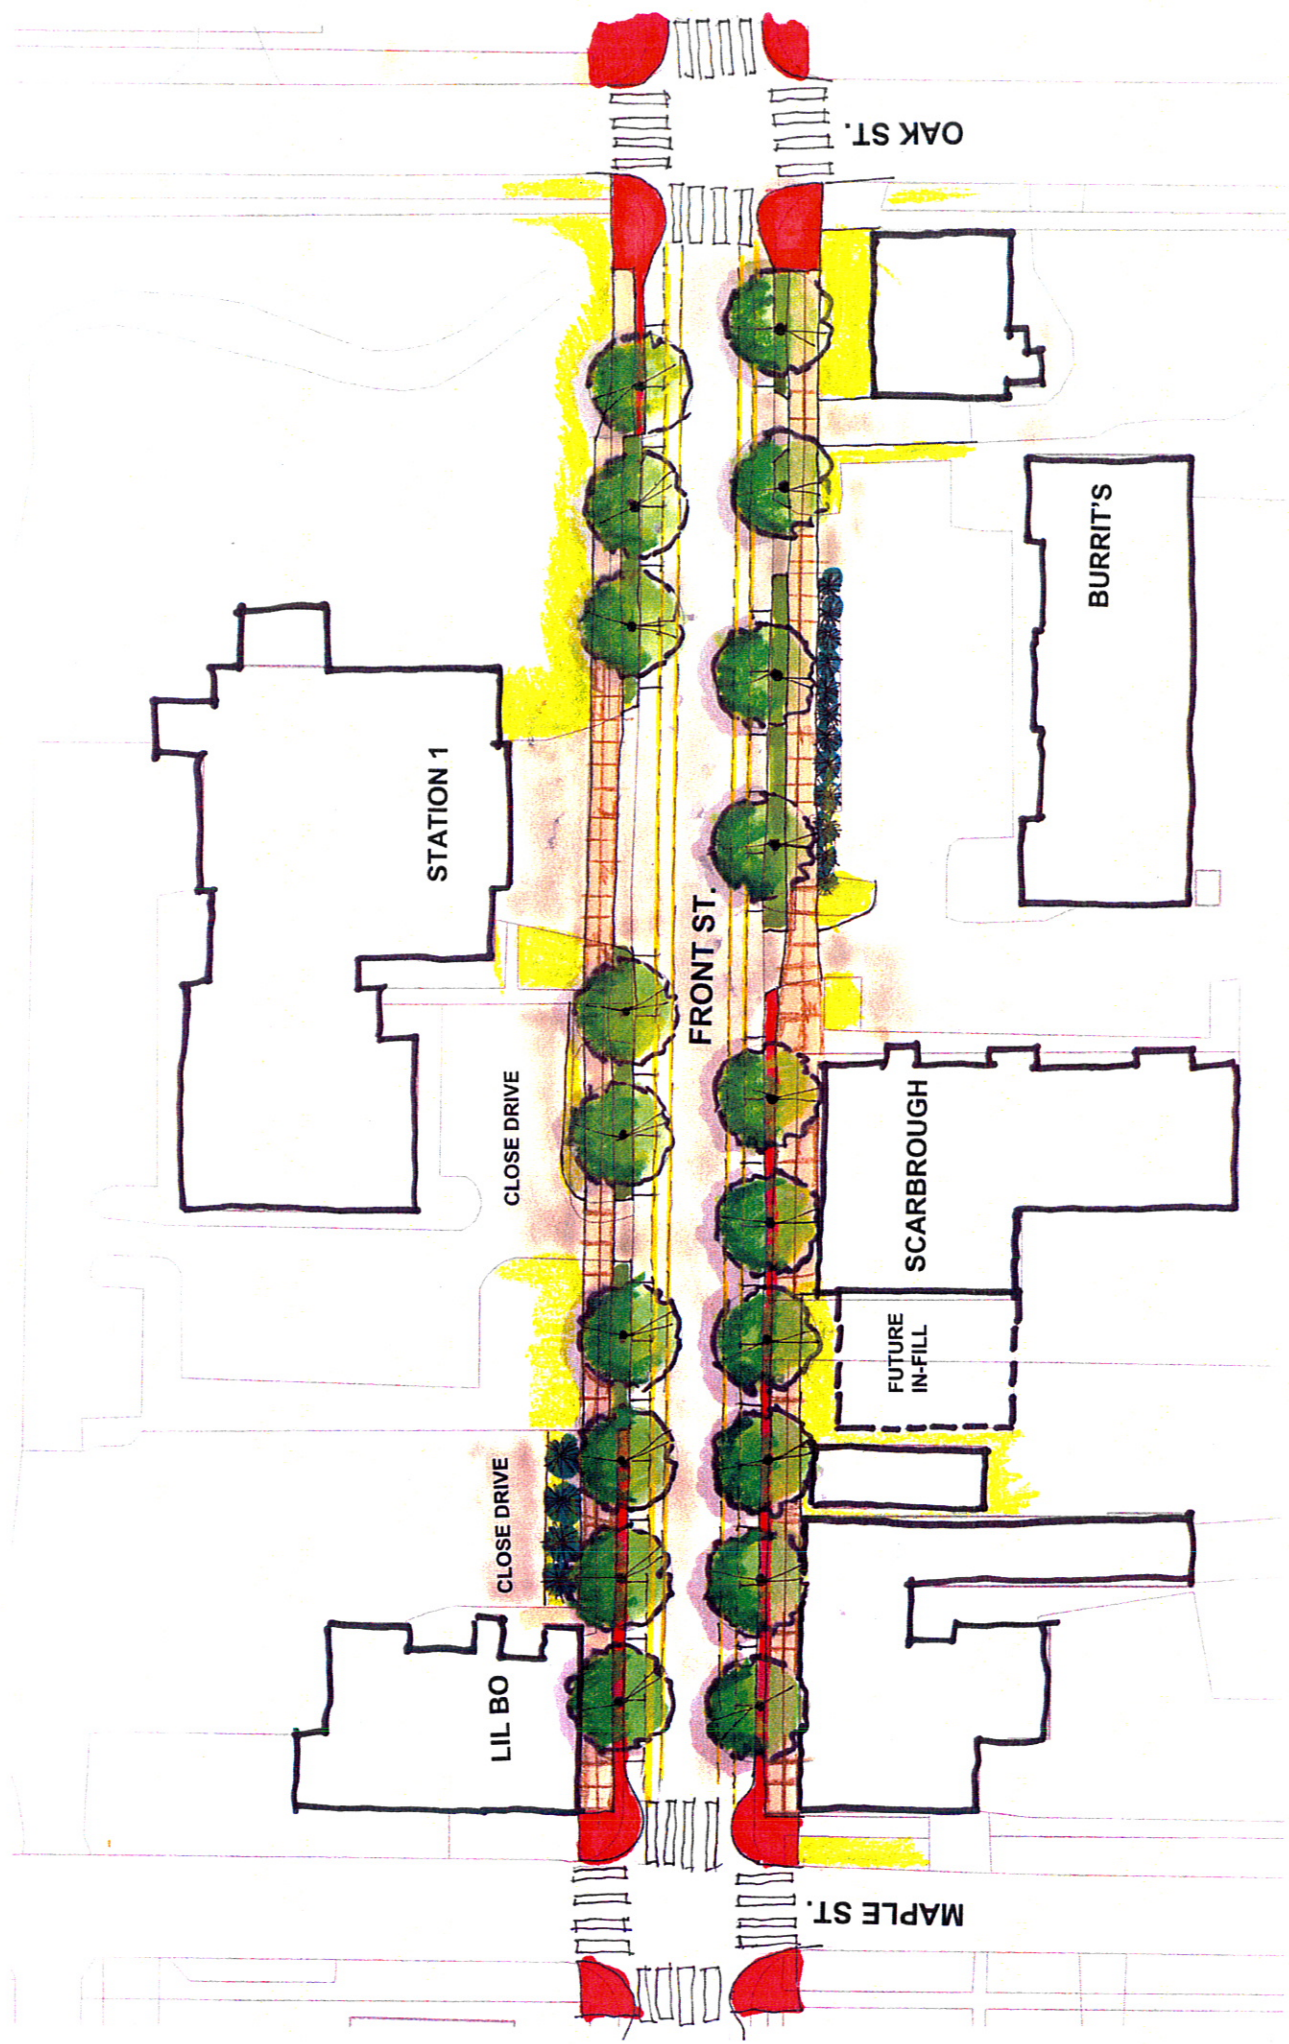 OAK ST.
BURRIT'S
STATION 1
FRONT ST.
CLOSE DRIVE
SCARBROUGH
FUTURE
IN-FILL
CLOSE DRIVE
LIL BO
MAPLE ST.